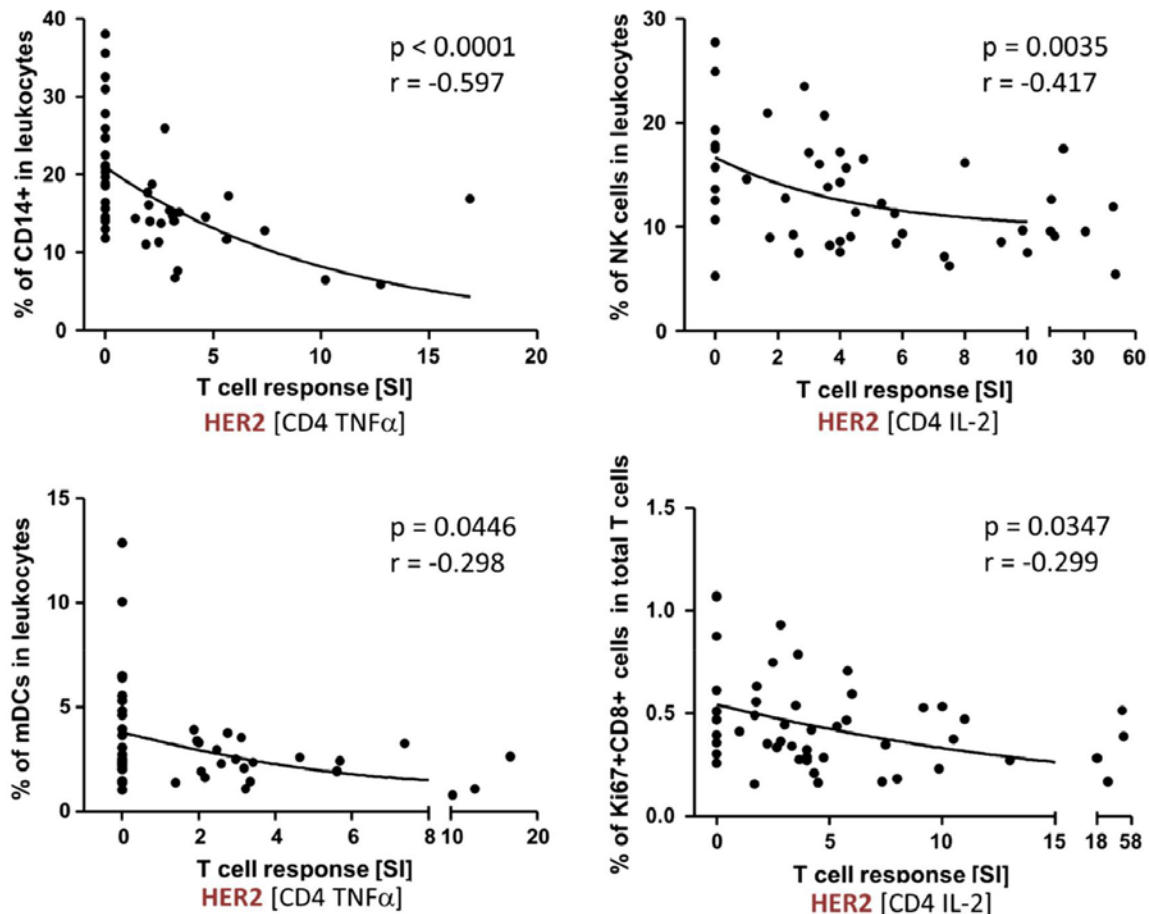 % of CD14+ in leukocytes
40
30
20
10
0
p < 0.0001
r = -0.597
0 5 10 15 20
T cell response [SI]
HER2 [CD4 TNFα]
% of NK cells in leukocytes
30
20
10
0
p = 0.0035
r = -0.417
0 2 4 6 8 10 30 60
T cell response [SI]
HER2 [CD4 IL-2]
% of mDCs in leukocytes
15
10
5
0
p = 0.0446
r = -0.298
0 2 4 6 8 10 20
T cell response [SI]
HER2 [CD4 TNFα]
% of Ki67+CD8+ cells in total T cells
1.5
1.0
0.5
0.0
p = 0.0347
r = -0.299
0 5 10 15 18 58
T cell response [SI]
HER2 [CD4 IL-2]